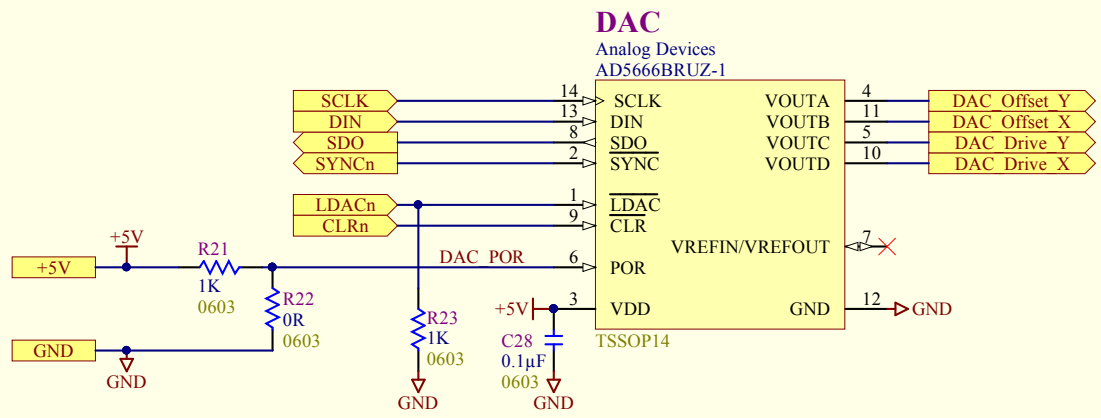 DAC
Analog Devices
AD5666BRUZ-1
SCLK 14 SCLK VOUTA 4 DAC_Offset_Y
DIN 13 DIN VOUTB 11 DAC_Offset_X
SDO 8 SDO VOUTC 5 DAC_Drive_Y
SYNCn 2 SYNC VOUTD 10 DAC_Drive_X
LDACn 1 LDAC
CLRn 9 CLR
VREFIN/VREFOUT 7
+5V
+5V R21 DAC_POR 6 POR
1K
0603
R22
0R
0603
+5V 3 VDD GND 12 GND
R23
1K
0603
C28
0.1µF
0603
TSSOP14
GND
GND
GND
GND